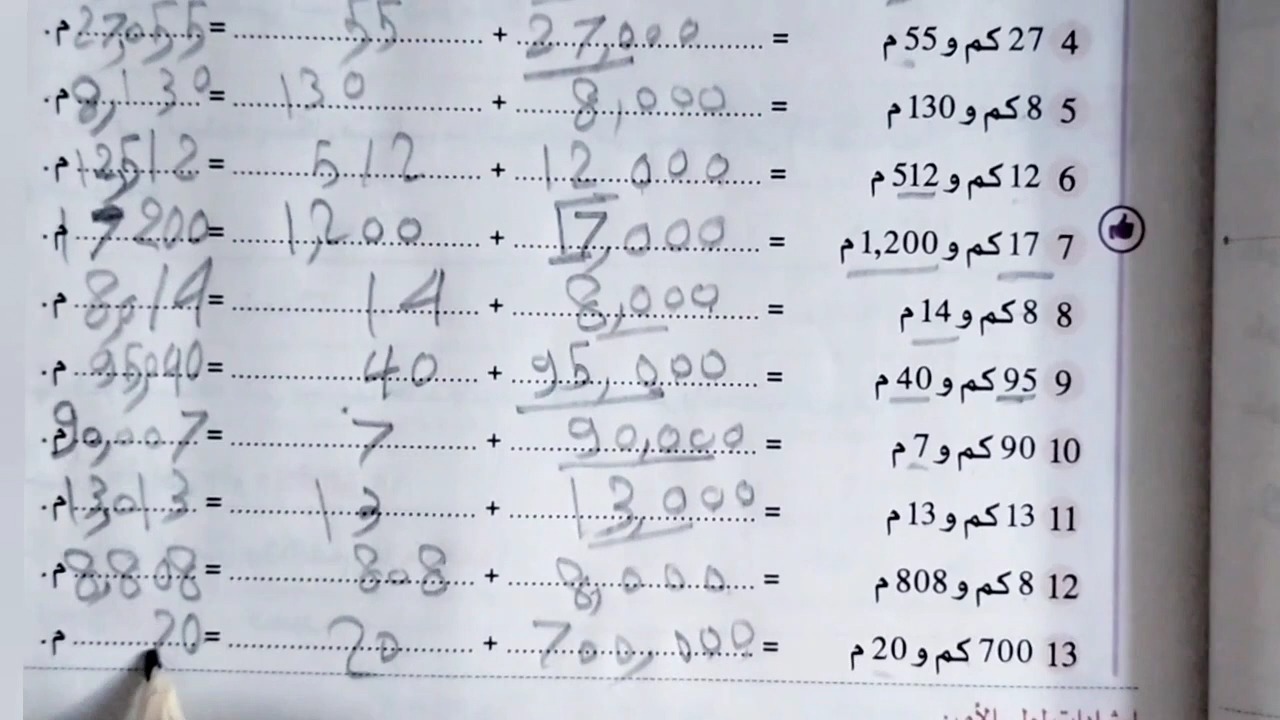 4 27 كم و 55 م = 27,000 + 55 = 27,055 م.
5 8 كم و 130 م = 8,000 + 130 = 8,130 م.
6 12 كم و 512 م = 12,000 + 512 = 12,512 م.
7 17 كم و 1,200 م = 17,000 + 1,200 = 17200 م.
8 8 كم و 14 م = 8,000 + 14 = 8,14 م.
9 95 كم و 40 م = 95,000 + 40 = 95,040 م.
10 90 كم و 7 م = 90,000 + 7 = 90,007 م.
11 13 كم و 13 م = 13,000 + 13 = 13,013 م.
12 8 كم و 808 م = 8,000 + 808 = 8,808 م.
13 700 كم و 20 م = 700,000 + 20 = 20 م.